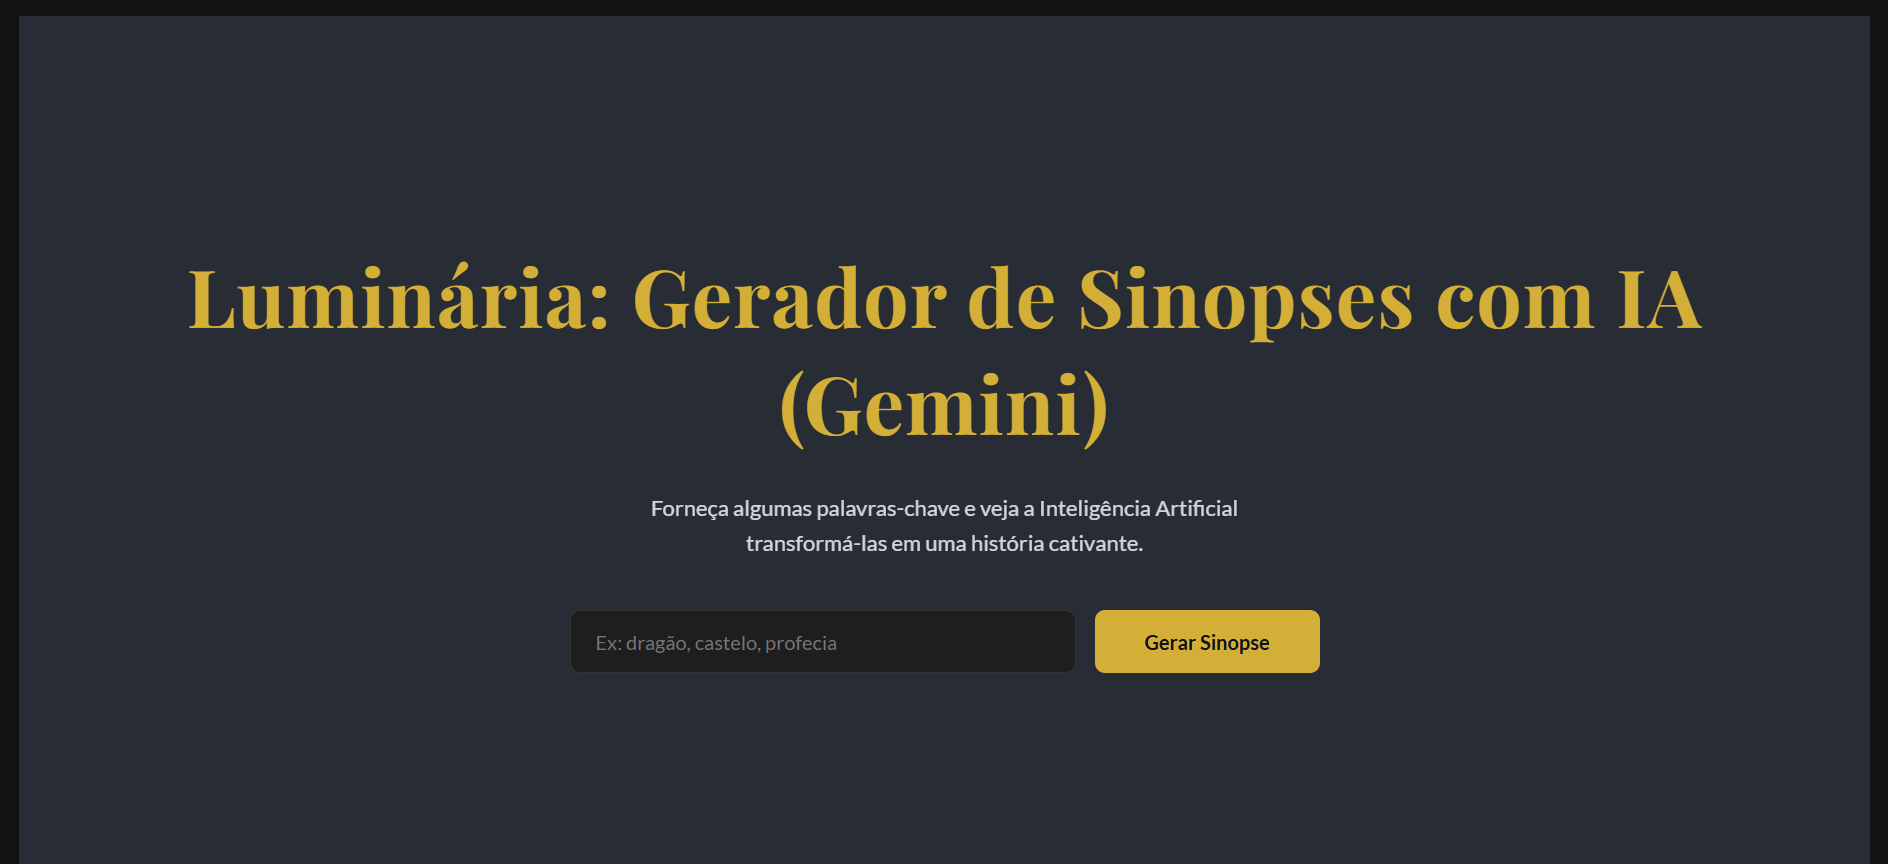 Luminária: Gerador de Sinopses com IA
(Gemini)
Forneça algumas palavras-chave e veja a Inteligência Artificial
transformá-las em uma história cativante.
Ex: dragão, castelo, profecia
Gerar Sinopse